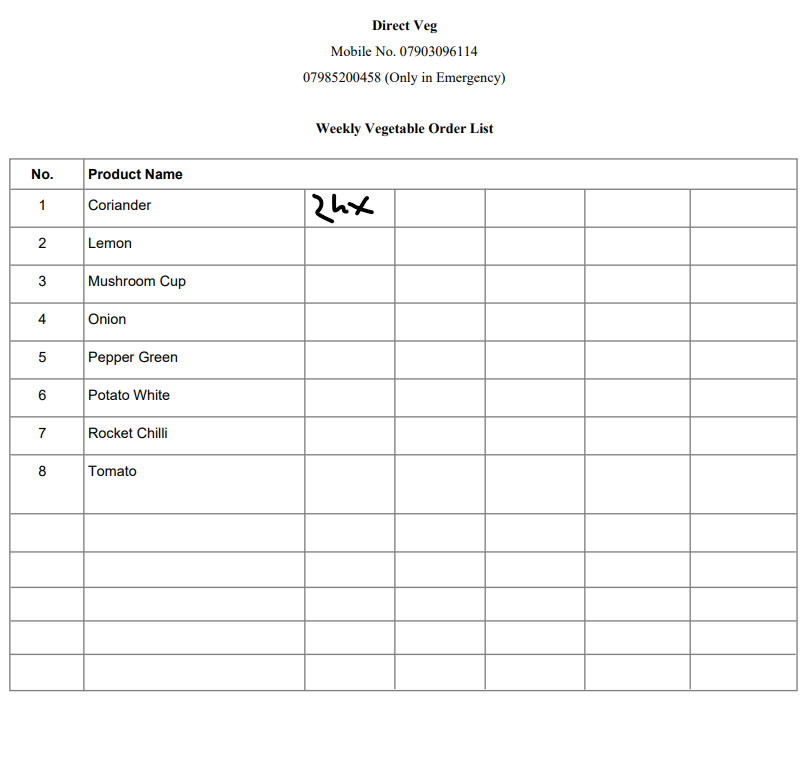 Direct Veg
Mobile No. 07903096114
07985200458 (Only in Emergency)
Weekly Vegetable Order List
No. Product Name
1 Coriander
2 Lemon
3 Mushroom Cup
4 Onion
5 Pepper Green
6 Potato White
7 Rocket Chilli
8 Tomato